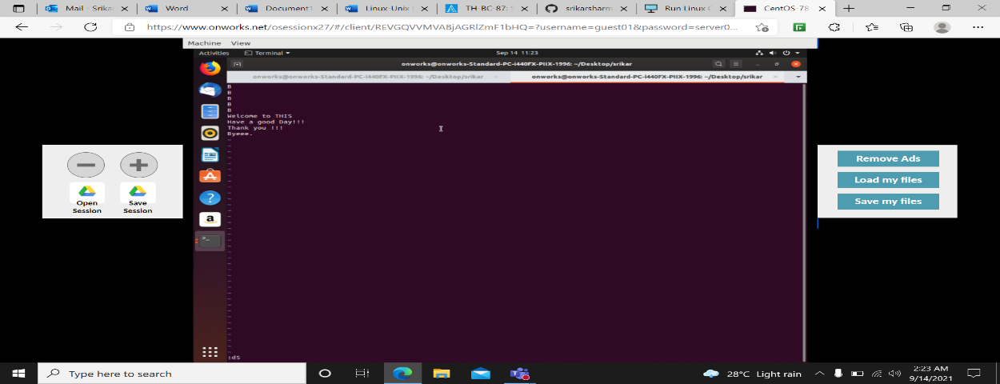 Mail - Srika
Word
Document1
Linux-Unix
TH-BC-87:
srikarsharm
Run Linux
CentOS-78
https://www.onworks.net/osessionx27/#/client/REVGQVVMVABjAGRlZmF1bHQ=?username=guest01&password=server0...
Machine View
Activities
Terminal
Sep 14 11:23
onworks@onworks-Standard-PC-i440FX-PIIX-1996: ~/Desktop/srikar
onworks@onworks-Standard-PC-i440FX-PIIX-1996: ~/Desktop/srikar
onworks@onworks-Standard-PC-i440FX-PIIX-1996: ~/Desktop/srikar
B
B
B
B
B
Welcome to THIS
Have a good Day!!!
Thank you !!!
Byeee.
:dS
Open
Session
Save
Session
Remove Ads
Load my files
Save my files
Type here to search
28°C Light rain
2:23 AM
9/14/2021